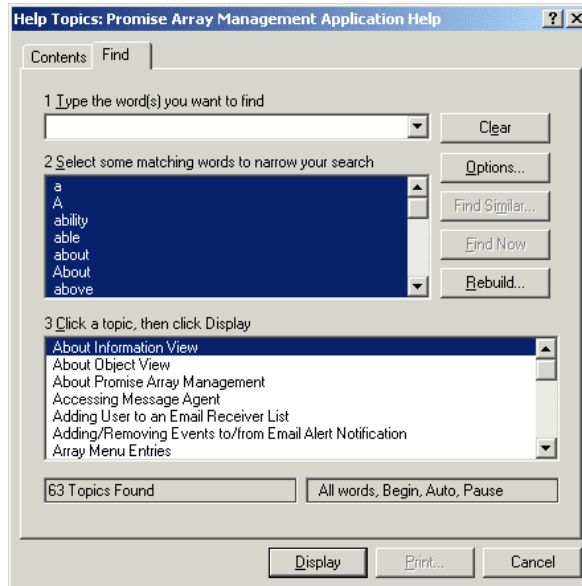 Help Topics: Promise Array Management Application Help
Contents
Find
1 Type the word(s) you want to find
Clear
2 Select some matching words to narrow your search
Options...
a
A
ability
able
about
About
above
Find Similar...
Find Now
Rebuild...
3 Click a topic, then click Display
About Information View
About Object View
About Promise Array Management
Accessing Message Agent
Adding User to an Email Receiver List
Adding/Removing Events to/from Email Alert Notification
Array Menu Entries
63 Topics Found
All words, Begin, Auto, Pause
Display
Print...
Cancel